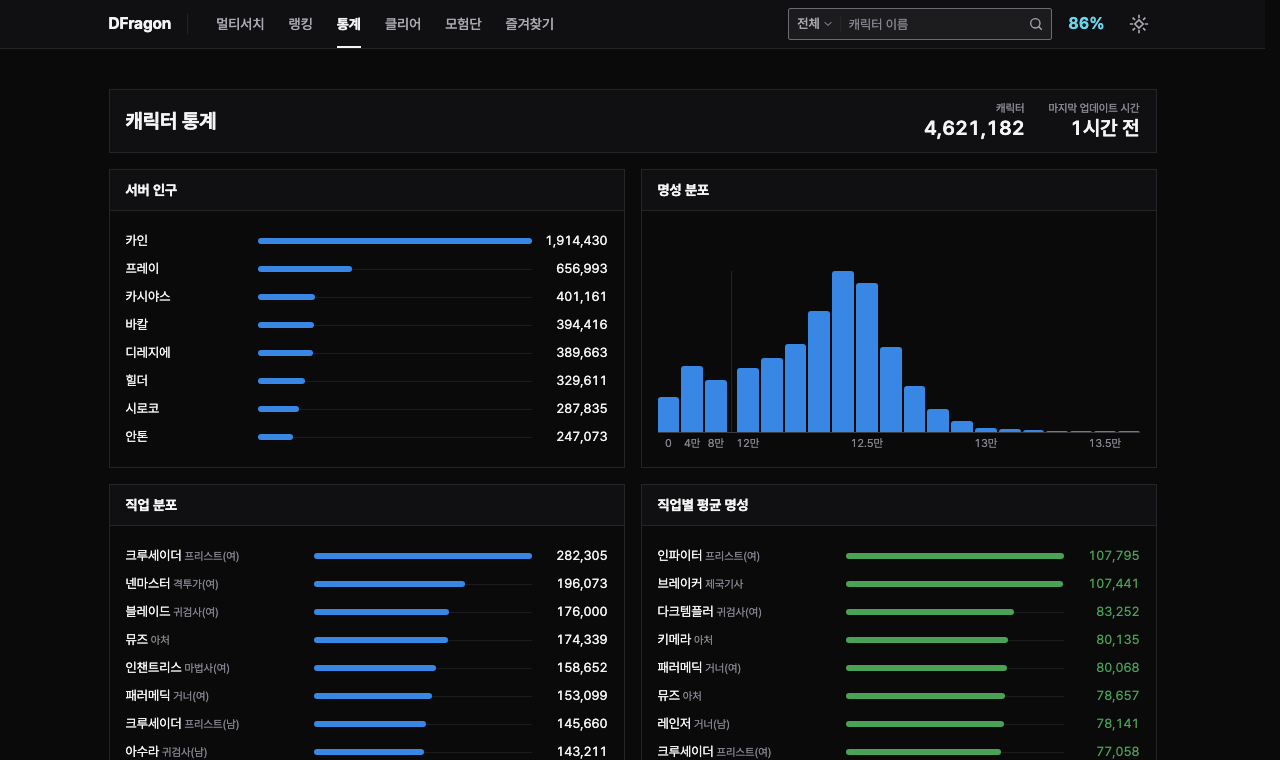 DFragon 멀티서치 랭킹 통계 클리어 모험단 즐겨찾기 전체 캐릭터 이름 86%
캐릭터 통계
캐릭터
4,621,182
마지막 업데이트 시간
1시간 전
서버 인구
카인 1,914,430
프레이 656,993
카시야스 401,161
바칼 394,416
디레지에 389,663
힐더 329,611
시로코 287,835
안톤 247,073
명성 분포
0 4만 8만 12만 12.5만 13만 13.5만
직업 분포
크루세이더 프리스트(여) 282,305
넨마스터 격투가(여) 196,073
블레이드 귀검사(여) 176,000
뮤즈 아처 174,339
인챈트리스 마법사(여) 158,652
패러메딕 거너(여) 153,099
크루세이더 프리스트(남) 145,660
아수라 귀검사(남) 143,211
직업별 평균 명성
인파이터 프리스트(여) 107,795
브레이커 제국기사 107,441
다크템플러 귀검사(여) 83,252
키메라 아처 80,135
패러메딕 거너(여) 80,068
뮤즈 아처 78,657
레인저 거너(남) 78,141
크루세이더 프리스트(여) 77,058